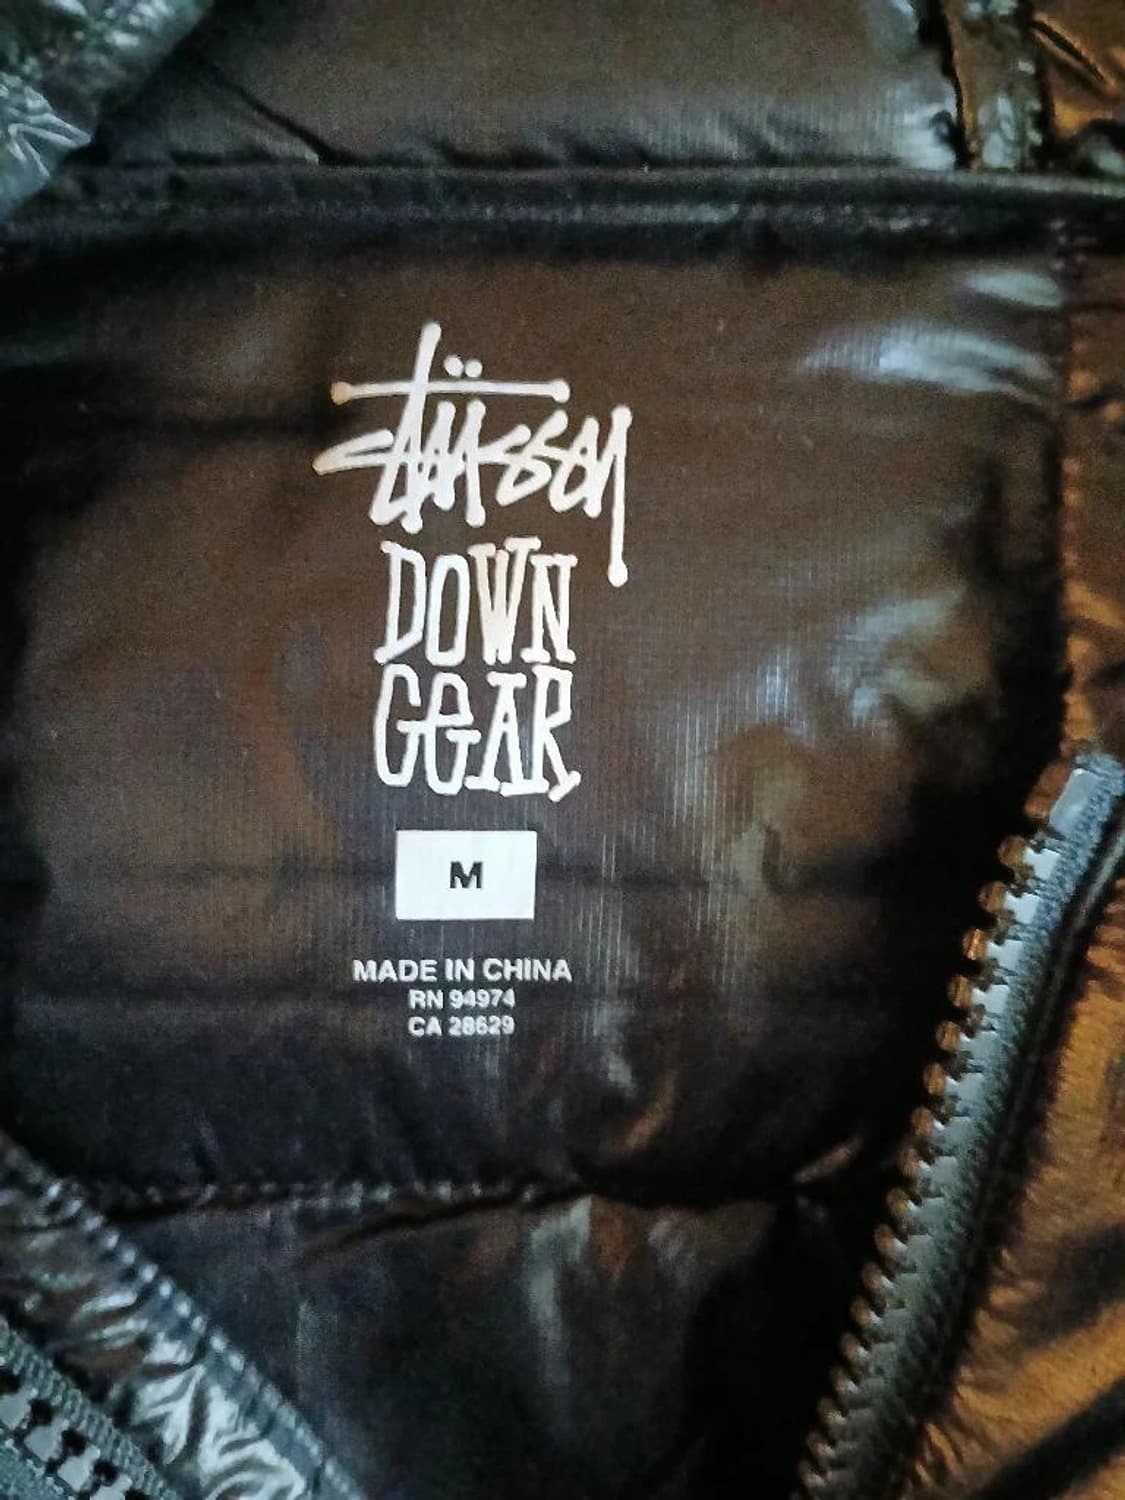 Stüssy
DOWN
GEAR
M
MADE IN CHINA
RN 94974
CA 28629